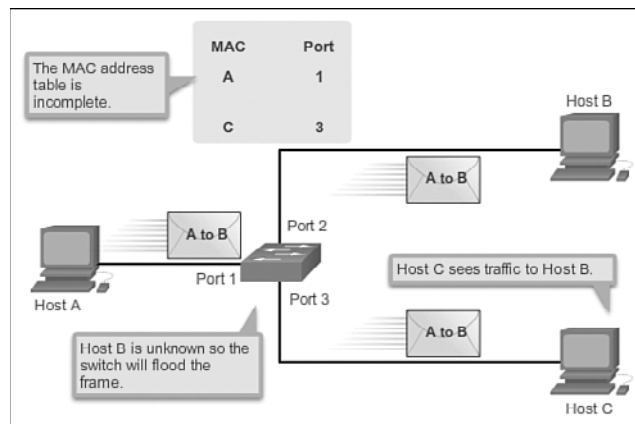 MAC Port
A 1
C 3
The MAC address
table is
incomplete.
Host B
A to B
A to B
Port 2
Port 1
Host A
Port 3
Host C sees traffic to Host B.
Host B is unknown so the
switch will flood the
frame.
A to B
Host C